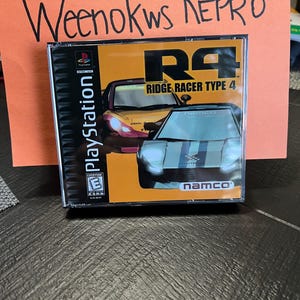 WEENOKWS REPRO
R4
RIDGE RACER TYPE 4
PlayStation
E
namco